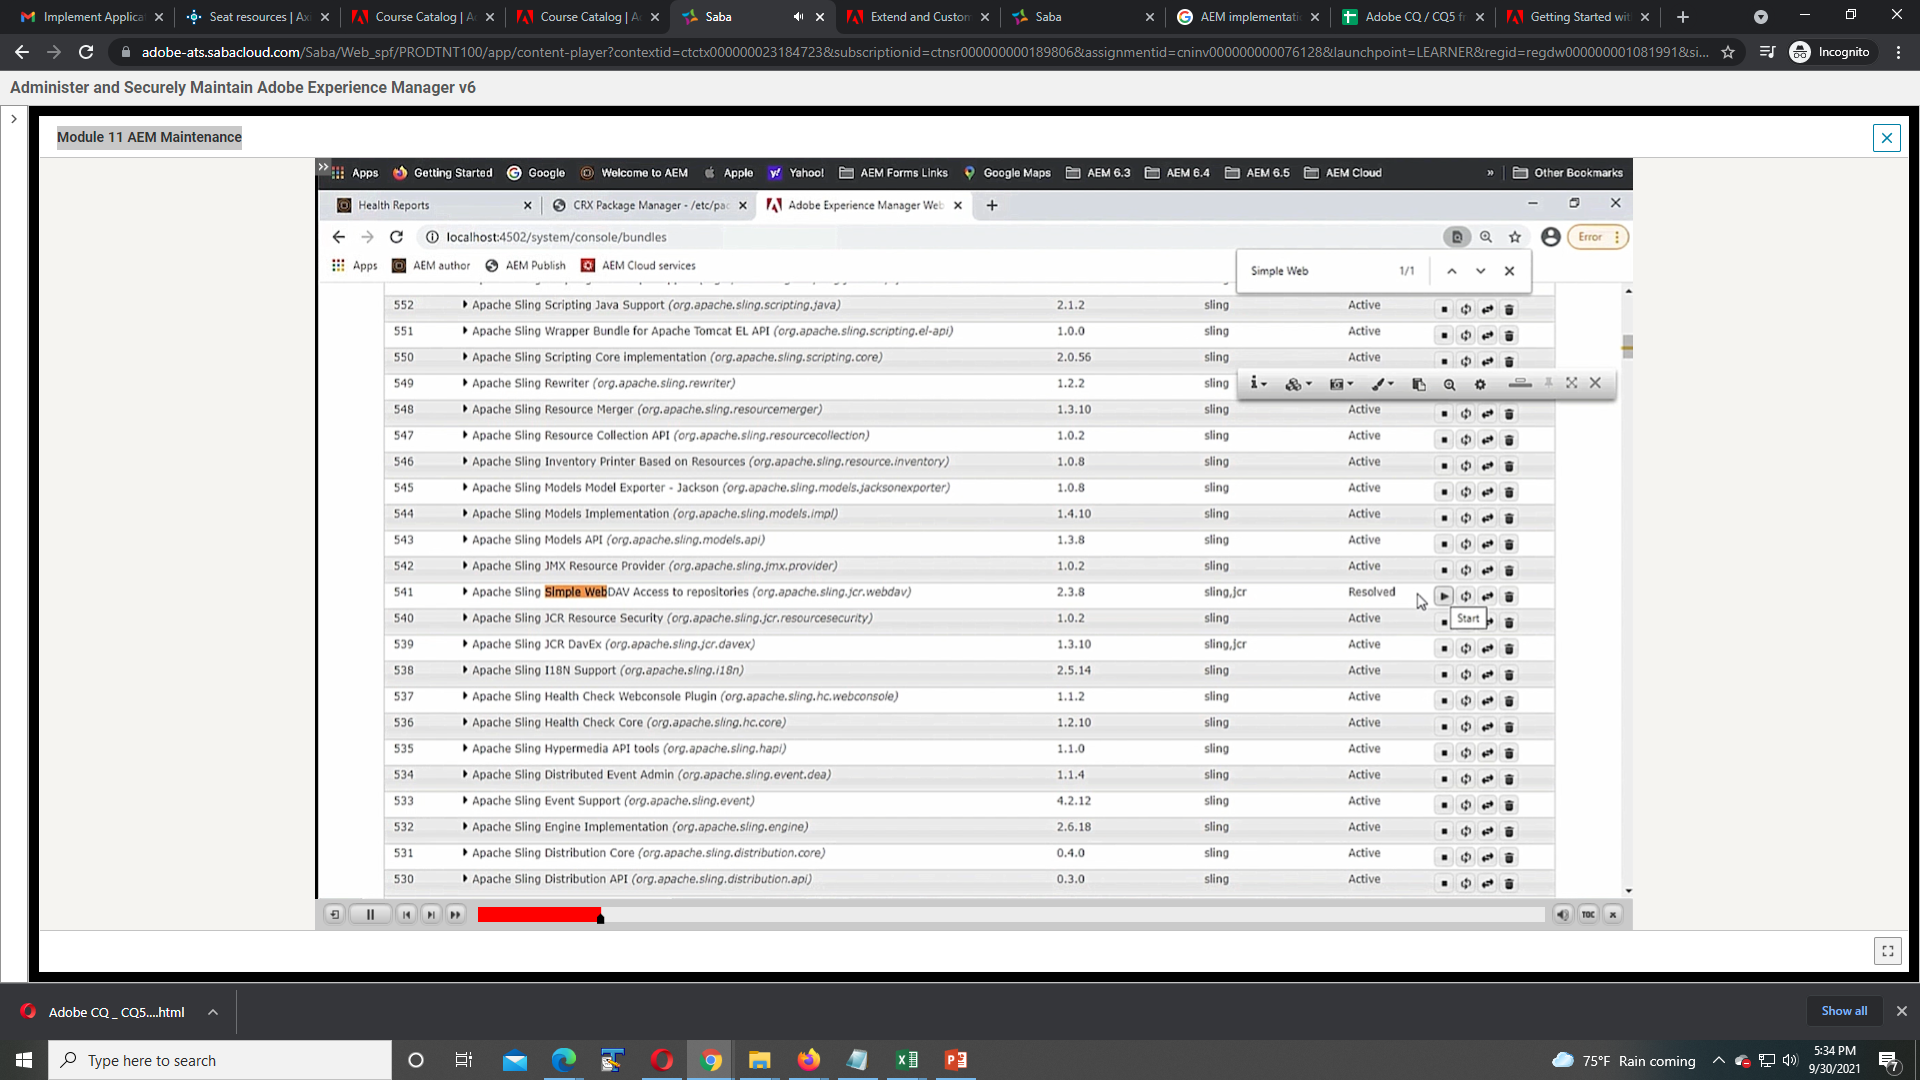 Implement Applica
Seat resources | Ax
Course Catalog | A
Course Catalog | A
Saba
Extend and Custom
Saba
AEM implementati
Adobe CQ / CQ5 fr
Getting Started wit
adobe-ats.sabacloud.com/Saba/Web_spf/PRODTNT100/app/content-player?contextid=ctctx000000023184723&subscriptionid=ctnsr0000000000189806&assignmentid=cninv000000000076128&launchpoint=LEARNER&regid=regdw000000001081991&si...
Incognito
Administer and Securely Maintain Adobe Experience Manager v6
Module 11 AEM Maintenance
Apps Getting Started Google Welcome to AEM Apple Yahoo! AEM Forms Links Google Maps AEM 6.3 AEM 6.4 AEM 6.5 AEM Cloud » Other Bookmarks
Health Reports
CRX Package Manager - /etc/pac
Adobe Experience Manager Web
localhost:4502/system/console/bundles
Error
Apps AEM author AEM Publish AEM Cloud services
Simple Web 1/1
552 Apache Sling Scripting Java Support (org.apache.sling.scripting.java) 2.1.2 sling Active
551 Apache Sling Wrapper Bundle for Apache Tomcat EL API (org.apache.sling.scripting.el-api) 1.0.0 sling Active
550 Apache Sling Scripting Core implementation (org.apache.sling.scripting.core) 2.0.56 sling Active
549 Apache Sling Rewriter (org.apache.sling.rewriter) 1.2.2 sling
548 Apache Sling Resource Merger (org.apache.sling.resourcemerger) 1.3.10 sling Active
547 Apache Sling Resource Collection API (org.apache.sling.resourcecollection) 1.0.2 sling Active
546 Apache Sling Inventory Printer Based on Resources (org.apache.sling.resource.inventory) 1.0.8 sling Active
545 Apache Sling Models Model Exporter - Jackson (org.apache.sling.models.jacksonexporter) 1.0.8 sling Active
544 Apache Sling Models Implementation (org.apache.sling.models.impl) 1.4.10 sling Active
543 Apache Sling Models API (org.apache.sling.models.api) 1.3.8 sling Active
542 Apache Sling JMX Resource Provider (org.apache.sling.jmx.provider) 1.0.2 sling Active
541 Apache Sling Simple WebDAV Access to repositories (org.apache.sling.jcr.webdav) 2.3.8 sling,jcr Resolved
540 Apache Sling JCR Resource Security (org.apache.sling.jcr.resourcesecurity) 1.0.2 sling Active
Start
539 Apache Sling JCR DavEx (org.apache.sling.jcr.davex) 1.3.10 sling,jcr Active
538 Apache Sling I18N Support (org.apache.sling.i18n) 2.5.14 sling Active
537 Apache Sling Health Check Webconsole Plugin (org.apache.sling.hc.webconsole) 1.1.2 sling Active
536 Apache Sling Health Check Core (org.apache.sling.hc.core) 1.2.10 sling Active
535 Apache Sling Hypermedia API tools (org.apache.sling.hapi) 1.1.0 sling Active
534 Apache Sling Distributed Event Admin (org.apache.sling.event.dea) 1.1.4 sling Active
533 Apache Sling Event Support (org.apache.sling.event) 4.2.12 sling Active
532 Apache Sling Engine Implementation (org.apache.sling.engine) 2.6.18 sling Active
531 Apache Sling Distribution Core (org.apache.sling.distribution.core) 0.4.0 sling Active
530 Apache Sling Distribution API (org.apache.sling.distribution.api) 0.3.0 sling Active
TOC
Adobe CQ _ CQ5....html
Show all
Type here to search
75°F Rain coming
5:34 PM
9/30/2021
7